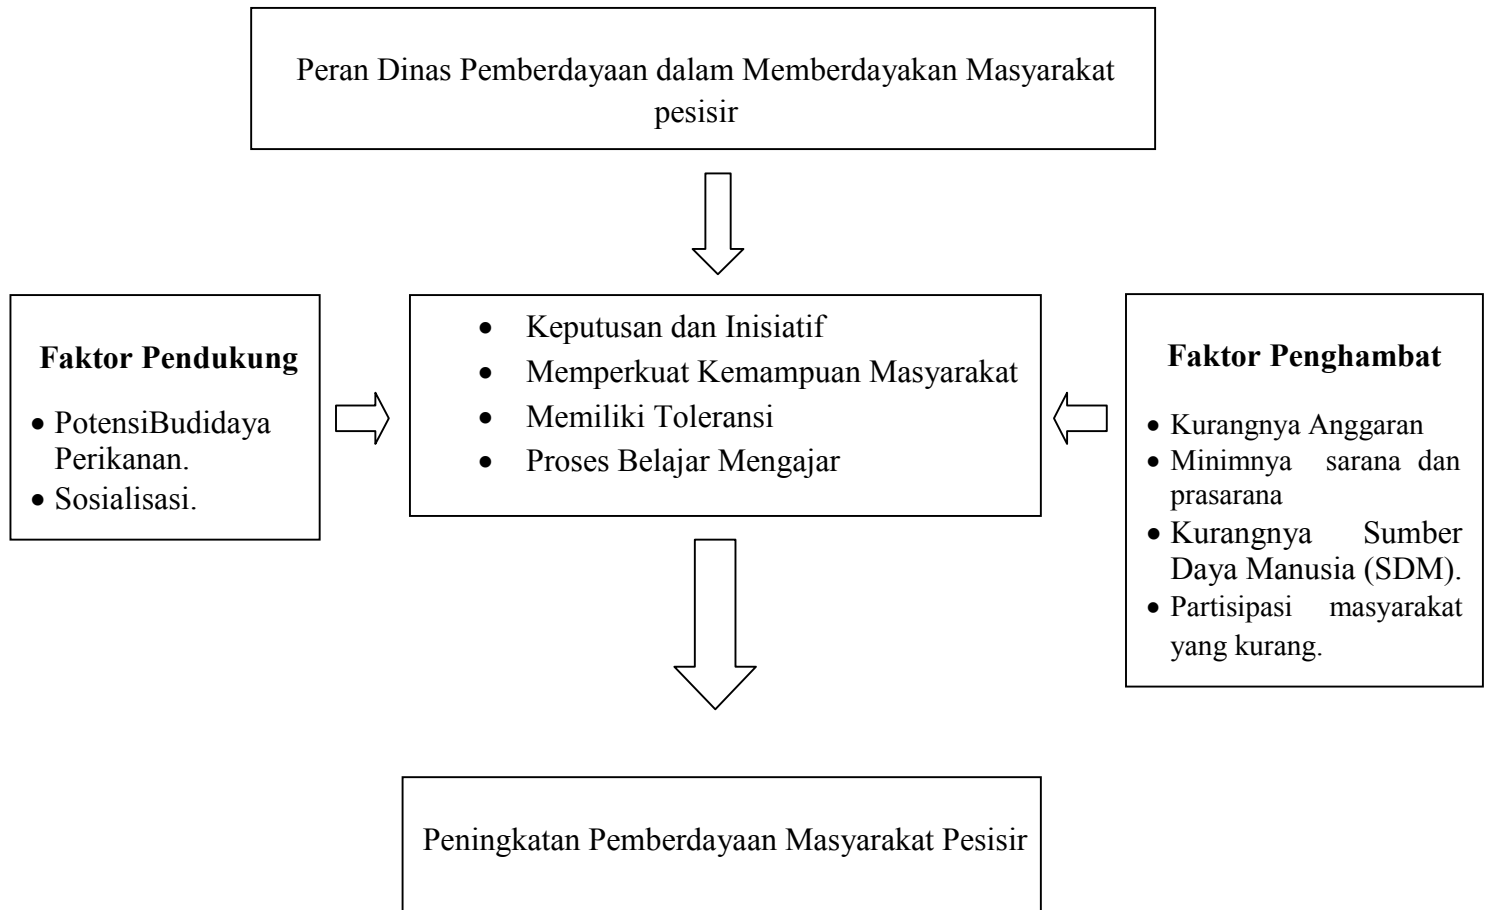 Peran Dinas Pemberdayaan dalam Memberdayakan Masyarakat
pesisir
Faktor Pendukung
• PotensiBudidaya
Perikanan.
• Sosialisasi.
• Keputusan dan Inisiatif
• Memperkuat Kemampuan Masyarakat
• Memiliki Toleransi
• Proses Belajar Mengajar
Faktor Penghambat
• Kurangnya Anggaran
• Minimnya sarana dan
prasarana
• Kurangnya Sumber
Daya Manusia (SDM).
• Partisipasi masyarakat
yang kurang.
Peningkatan Pemberdayaan Masyarakat Pesisir